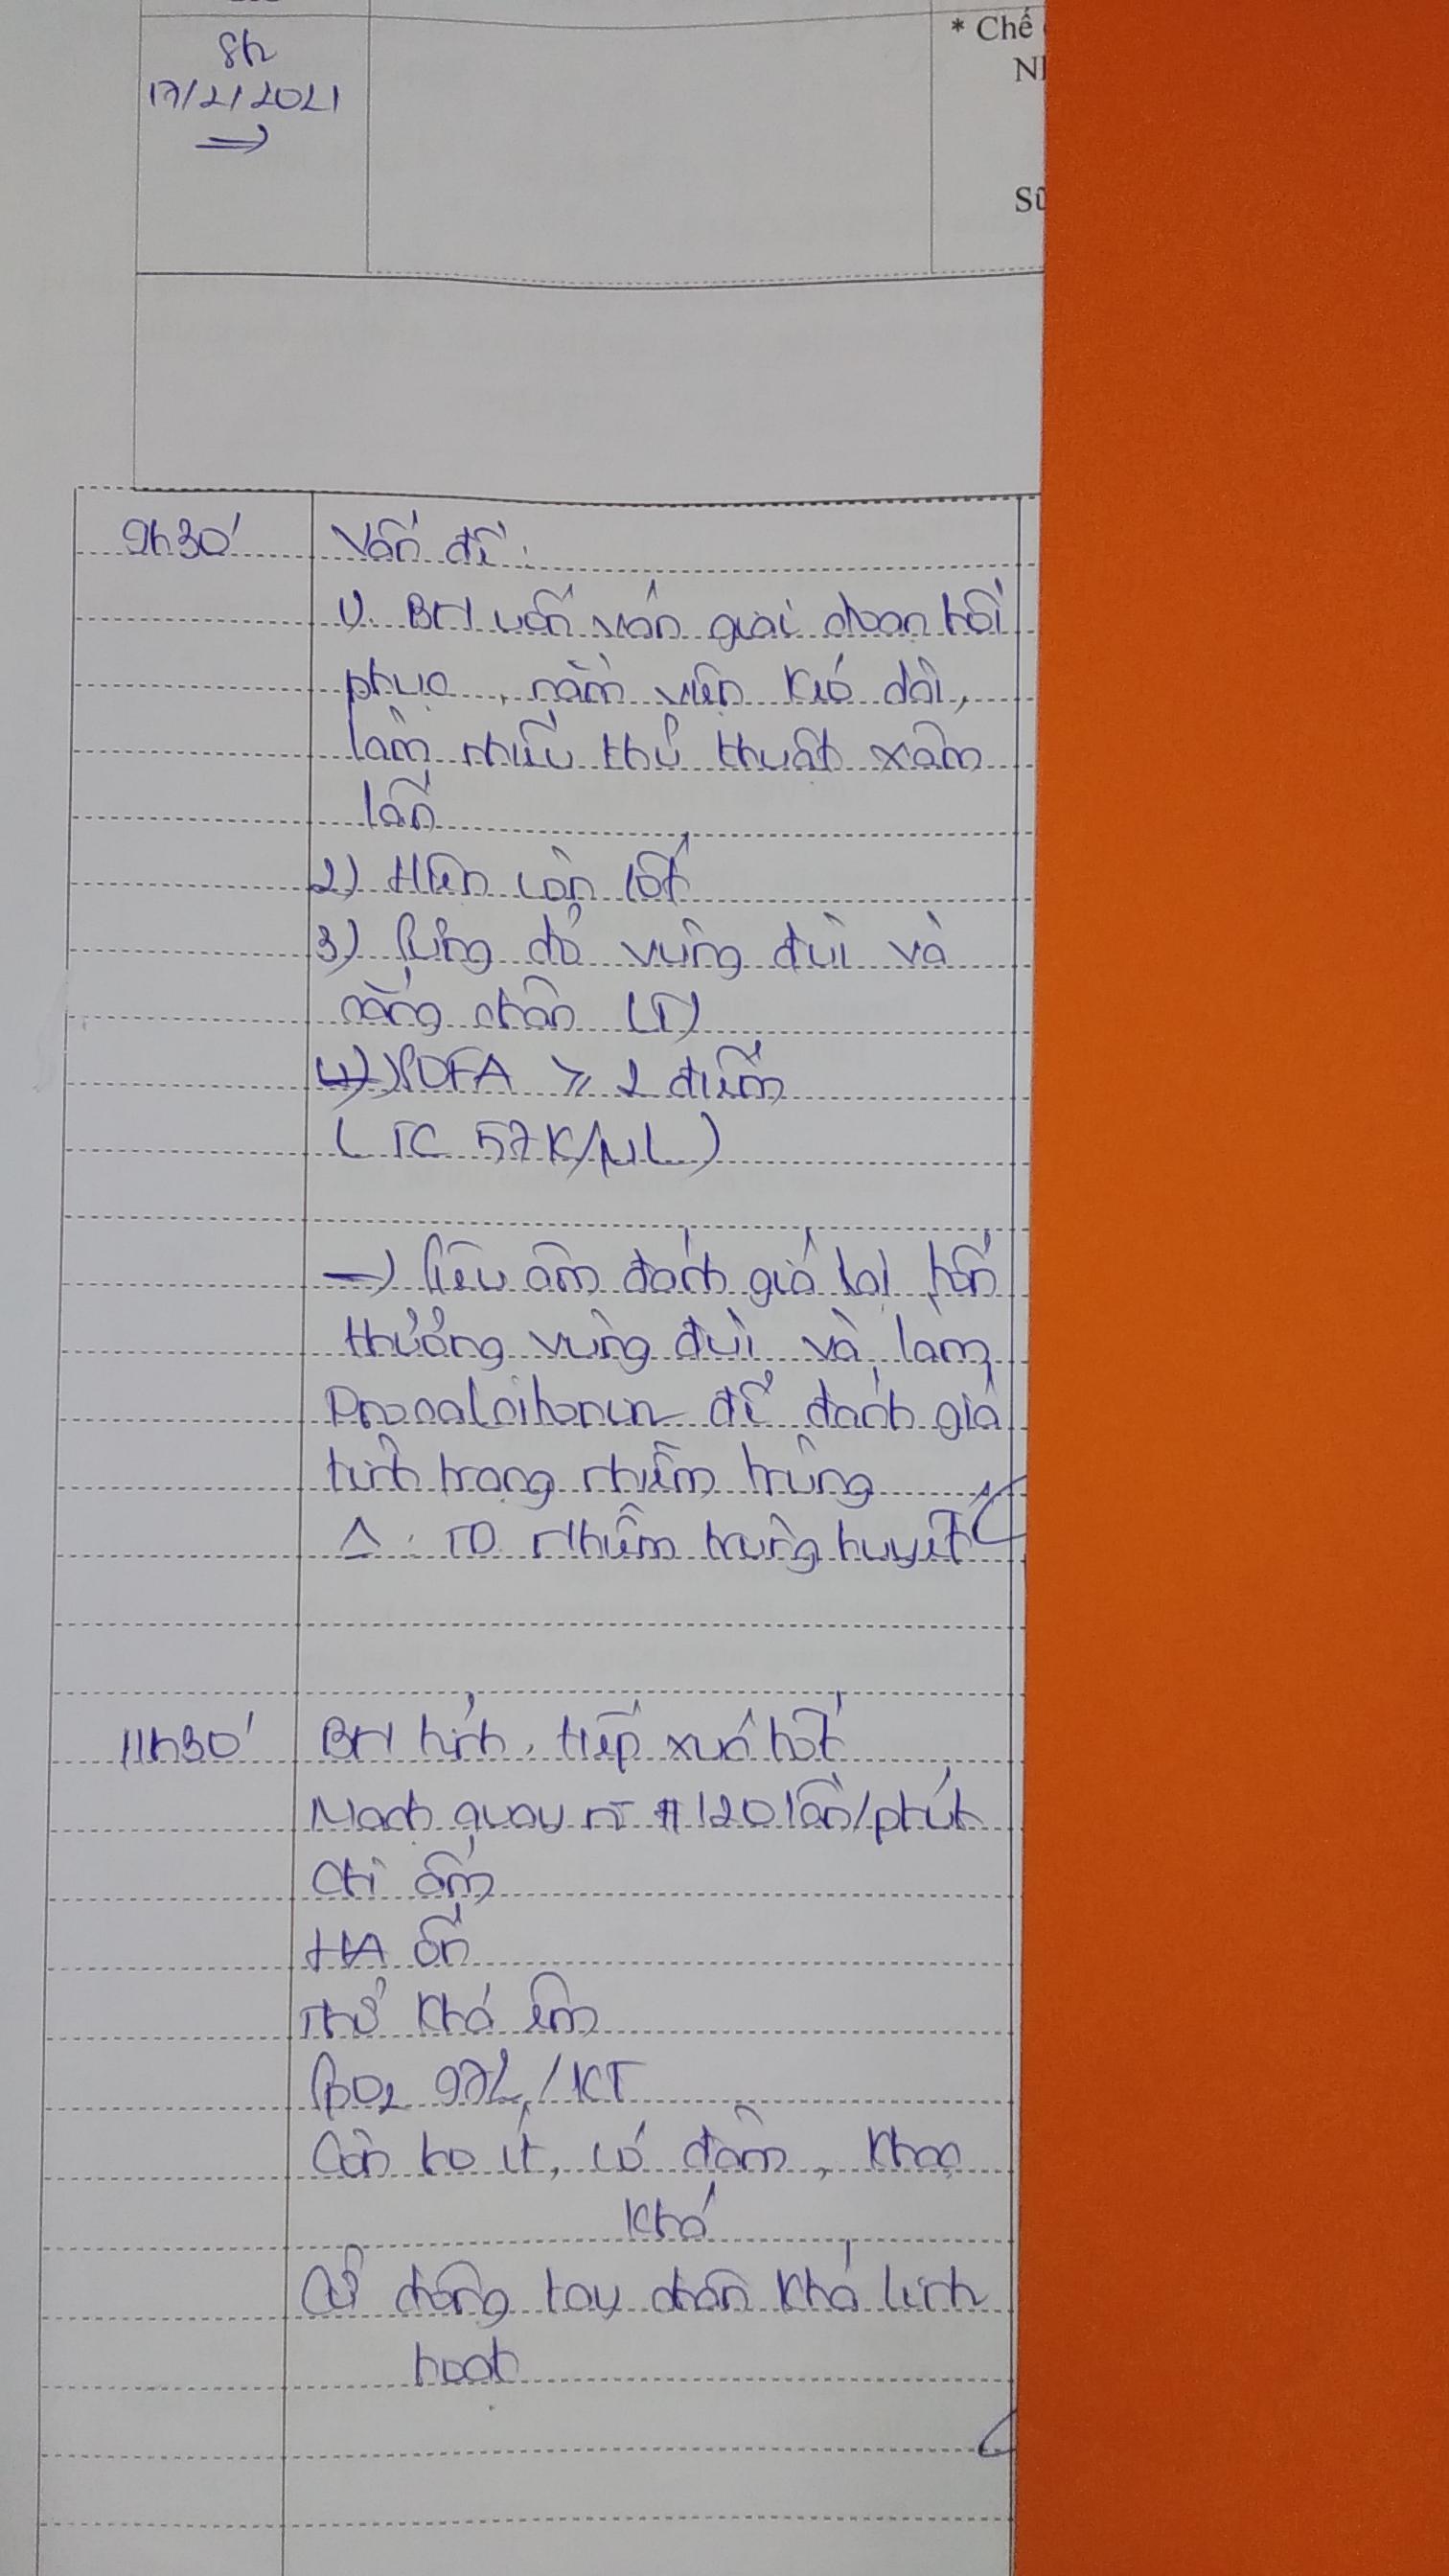 8h
17/2/2021
* Chế
Sữ
9h30'
Vấn đề:
1). BN uốn ván giai đoạn hồi
phục, nằm viện kéo dài,
làm nhiều thủ thuật xâm
lấn
2) Hiện còn sốt
3) Sưng đỏ vùng đùi và
cẳng chân (T)
4) SOFA ≥ 2 điểm
(TC 57K/µL)
→ Siêu âm đánh giá lại tổn
thương vùng đùi và làm
Procalcitonin để đánh giá
tình trạng nhiễm trùng
Δ: TD Nhiễm trùng huyết
11h30'
BN tỉnh, tiếp xúc tốt
Mạch quay rõ # 120 lần/phút
Chi ấm
HA ổn
Thở khá êm
SpO2 97%/KT
Còn ho ít, có đàm, khạc
khá
Cử động tay chân khá linh
hoạt